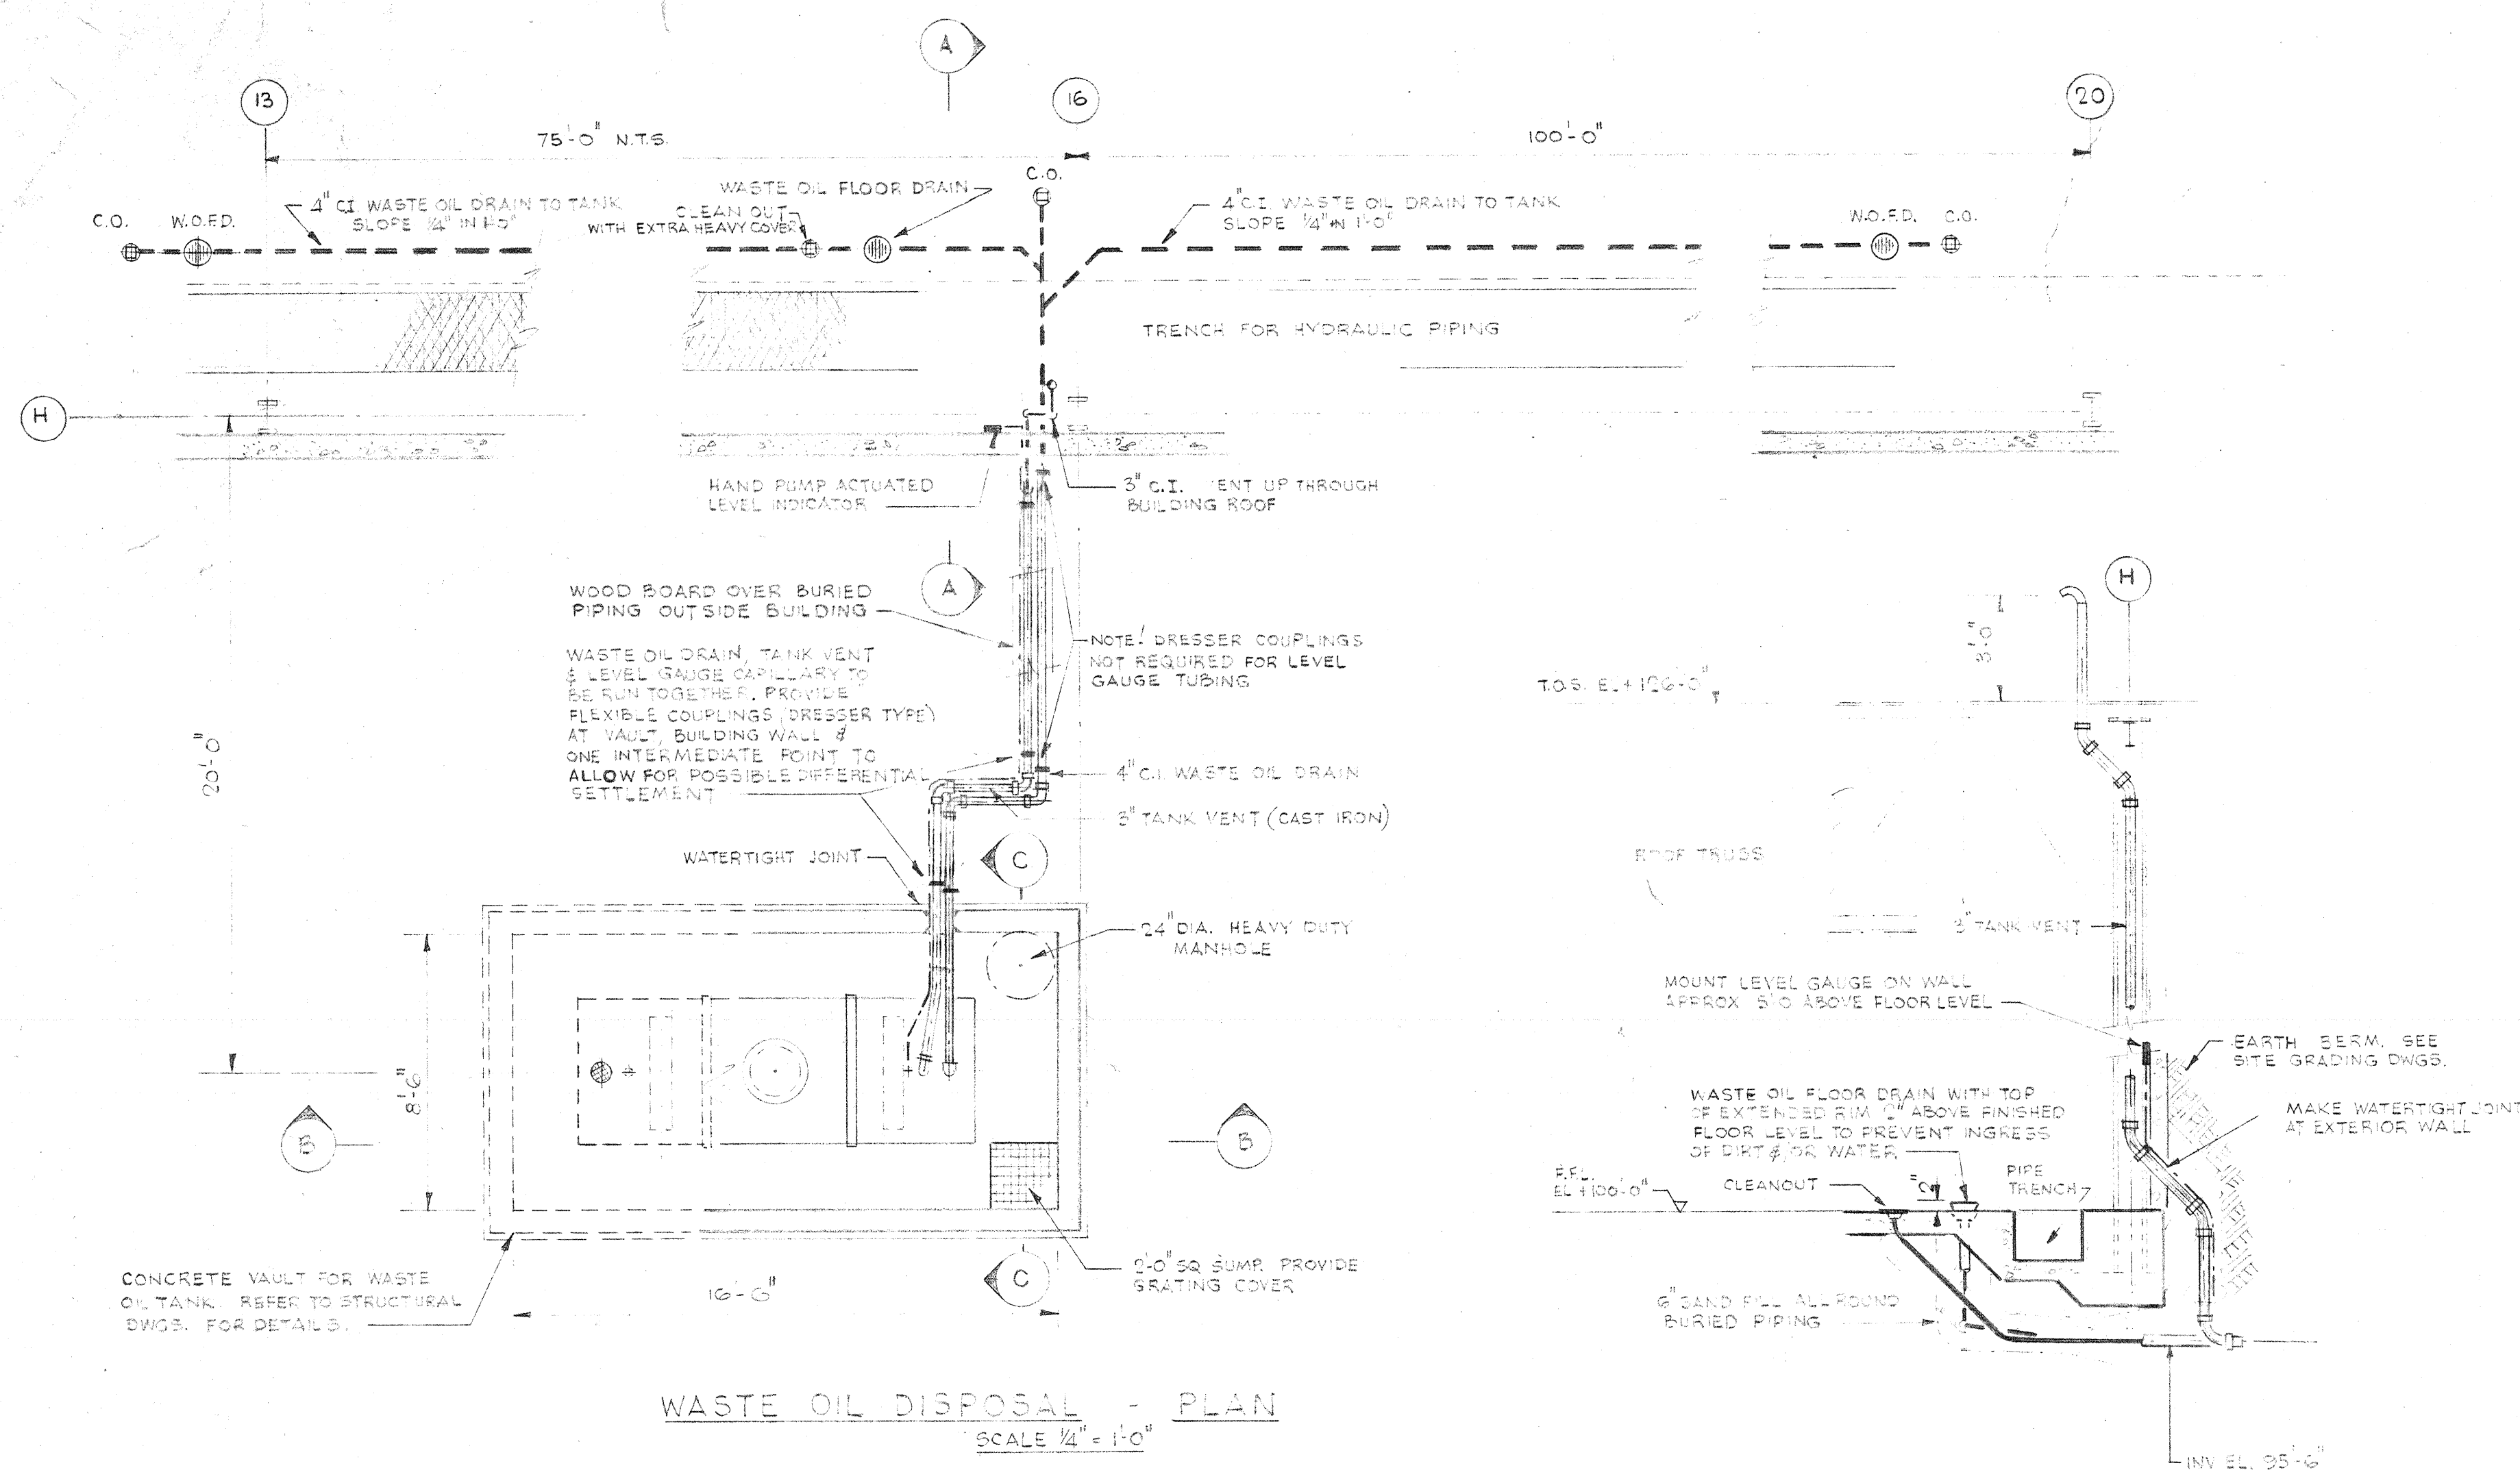 A
13
16
20
75'-0" N.T.S.
100'-0"
C.O.
WASTE OIL FLOOR DRAIN
4" C.I. WASTE OIL DRAIN TO TANK
SLOPE 1/4" IN 1'-0"
CLEAN OUT
WITH EXTRA HEAVY COVER
4" C.I. WASTE OIL DRAIN TO TANK
SLOPE 1/4" IN 1'-0"
C.O.
W.O.F.D.
W.O.F.D.
C.O.
TRENCH FOR HYDRAULIC PIPING
H
HAND PUMP ACTUATED
LEVEL INDICATOR
3" C.I. VENT UP THROUGH
BUILDING ROOF
A
WOOD BOARD OVER BURIED
PIPING OUTSIDE BUILDING
WASTE OIL DRAIN, TANK VENT
& LEVEL GAUGE CAPILLARY TO
BE RUN TOGETHER. PROVIDE
FLEXIBLE COUPLINGS (DRESSER TYPE)
AT VAULT, BUILDING WALL &
ONE INTERMEDIATE POINT TO
ALLOW FOR POSSIBLE DIFFERENTIAL
SETTLEMENT
NOTE! DRESSER COUPLINGS
NOT REQUIRED FOR LEVEL
GAUGE TUBING
20'-0"
4" C.I. WASTE OIL DRAIN
3" TANK VENT (CAST IRON)
WATERTIGHT JOINT
C
24" DIA. HEAVY DUTY
MANHOLE
8'-6"
B
B
C
2'-0" SQ SUMP. PROVIDE
GRATING COVER
16'-6"
CONCRETE VAULT FOR WASTE
OIL TANK. REFER TO STRUCTURAL
DWGS. FOR DETAILS.
WASTE OIL DISPOSAL - PLAN
SCALE 1/4" = 1'-0"
H
3'-0"
T.O.S. EL + 126'-0"
ROOF TRUSS
3" TANK VENT
MOUNT LEVEL GAUGE ON WALL
APPROX 5'0 ABOVE FLOOR LEVEL
EARTH BERM. SEE
SITE GRADING DWGS.
WASTE OIL FLOOR DRAIN WITH TOP
OF EXTENDED RIM 2" ABOVE FINISHED
FLOOR LEVEL TO PREVENT INGRESS
OF DIRT &/OR WATER
MAKE WATERTIGHT JOINT
AT EXTERIOR WALL
F.F.L.
EL + 100'-0"
CLEANOUT
2"
PIPE
TRENCH
6" SAND FILL ALL ROUND
BURIED PIPING
INV EL. 95'-6"